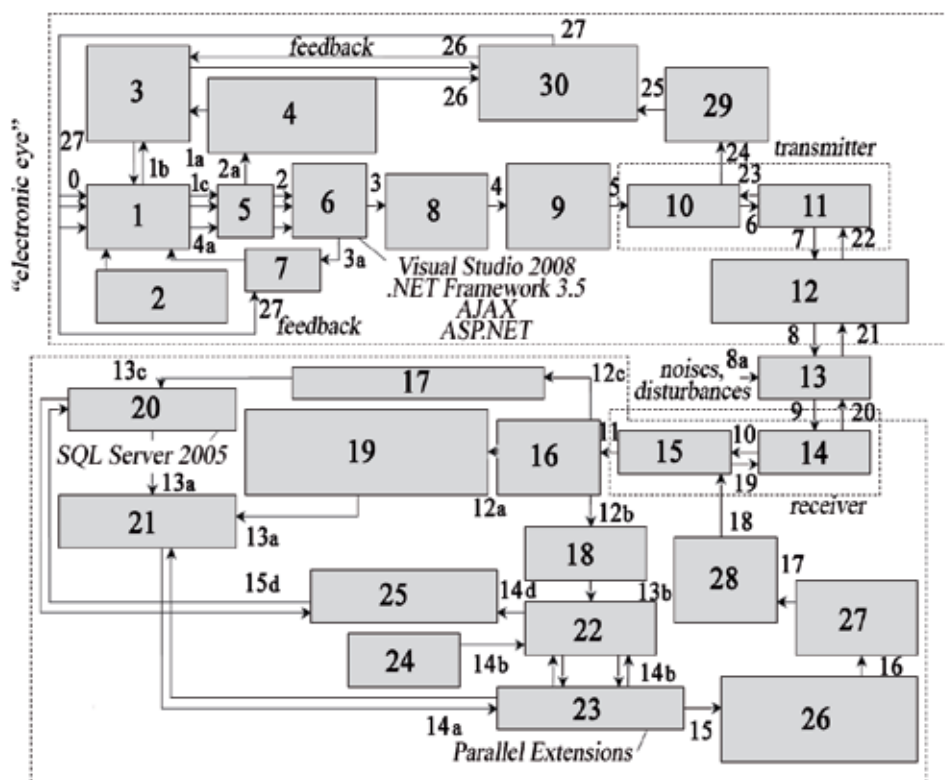 27
feedback
26
3
30
25
29
26
4
27
1b
1a
2a
24
transmitter
0
1c
2
3
4
5
23
1
5
6
8
9
10
11
4a
6
7
22
"electronic eye"
2
7
3a
Visual Studio 2008
.NET Framework 3.5
AJAX
ASP.NET
12
27
feedback
8
21
13c
17
12c
noises,
disturbances
8a
13
20
9
20
SQL Server 2005
19
16
11
15
10
14
13a
19
21
13a
12a
12b
18
receiver
18
28
17
15d
25
14d
13b
27
22
24
14b
14b
16
23
26
14a
15
Parallel Extensions